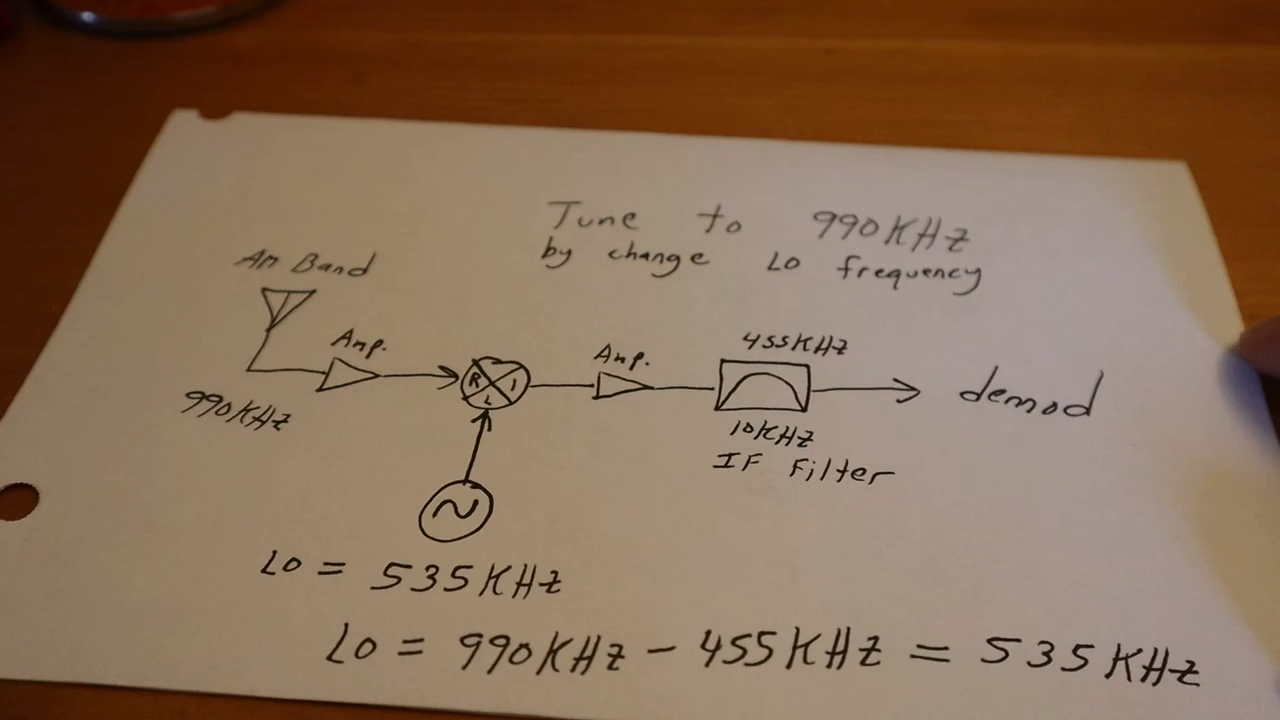 Tune to 990KHz
by change LO frequency
Am Band
Amp.
990KHz
R
I
L
Amp.
455KHz
10KHz
IF Filter
demod
LO = 535KHz
LO = 990KHz - 455KHz = 535KHz